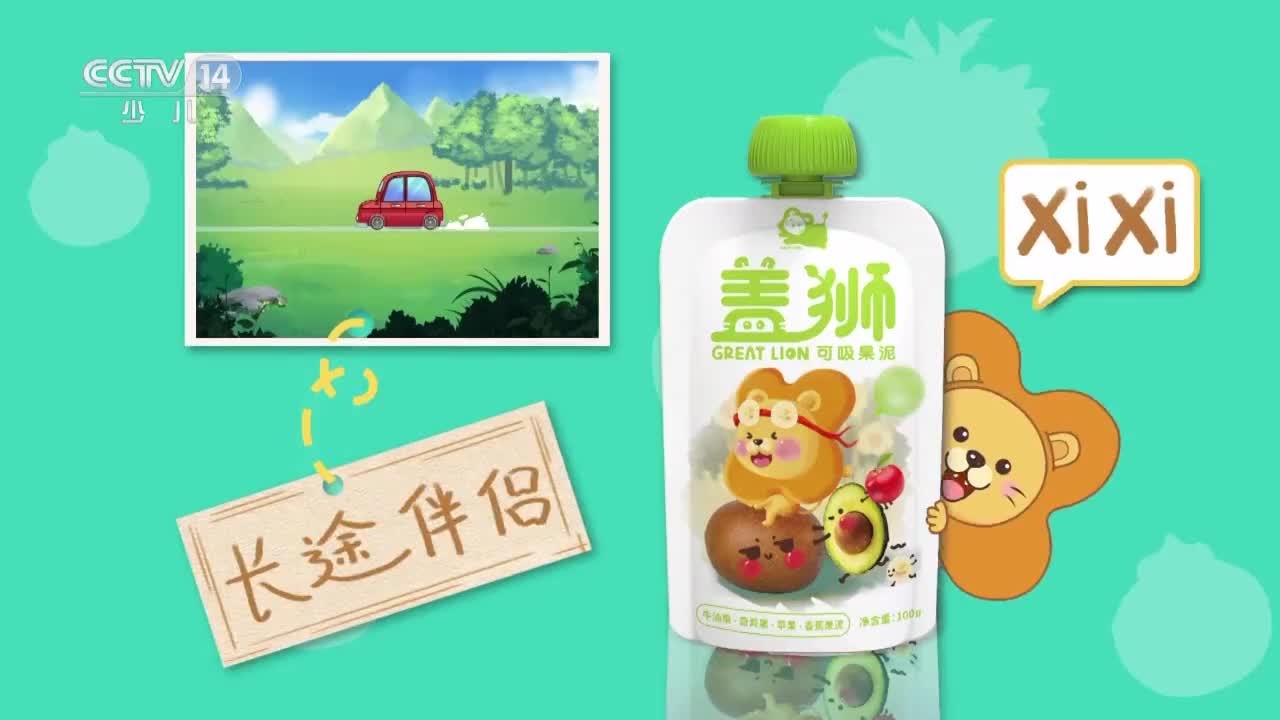 CCTV 14
少儿
XiXi
盖狮
GREAT LION 可吸果泥
长途伴侣
牛油果·奇异果·苹果·香蕉果泥
净含量:100g